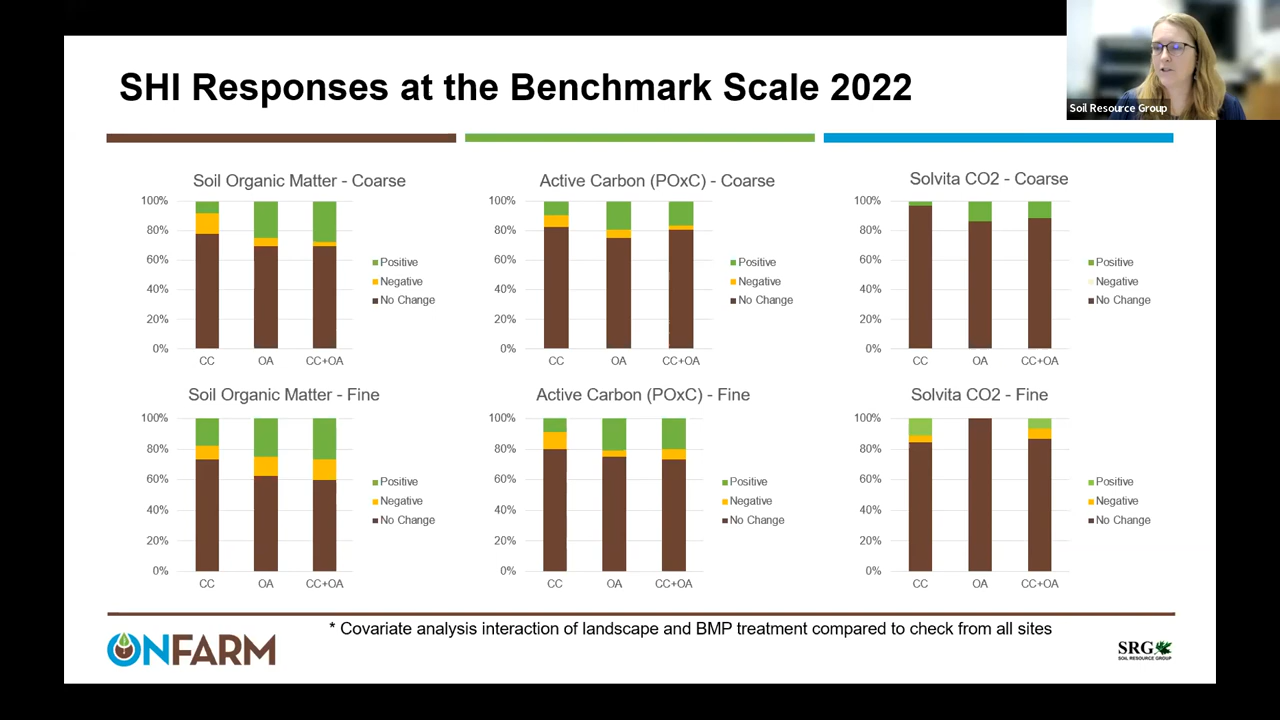 SHI Responses at the Benchmark Scale 2022
Soil Resource Group
Soil Organic Matter - Coarse
100%
80%
60%
40%
20%
0%
CC
OA
CC+OA
Positive
Negative
No Change
Active Carbon (POxC) - Coarse
100%
80%
60%
40%
20%
0%
CC
OA
CC+OA
Positive
Negative
No Change
Solvita CO2 - Coarse
100%
80%
60%
40%
20%
0%
CC
OA
CC+OA
Positive
Negative
No Change
Soil Organic Matter - Fine
100%
80%
60%
40%
20%
0%
CC
OA
CC+OA
Positive
Negative
No Change
Active Carbon (POxC) - Fine
100%
80%
60%
40%
20%
0%
CC
OA
CC+OA
Positive
Negative
No Change
Solvita CO2 - Fine
100%
80%
60%
40%
20%
0%
CC
OA
CC+OA
Positive
Negative
No Change
* Covariate analysis interaction of landscape and BMP treatment compared to check from all sites
ONFARM
SRG
SOIL RESOURCE GROUP